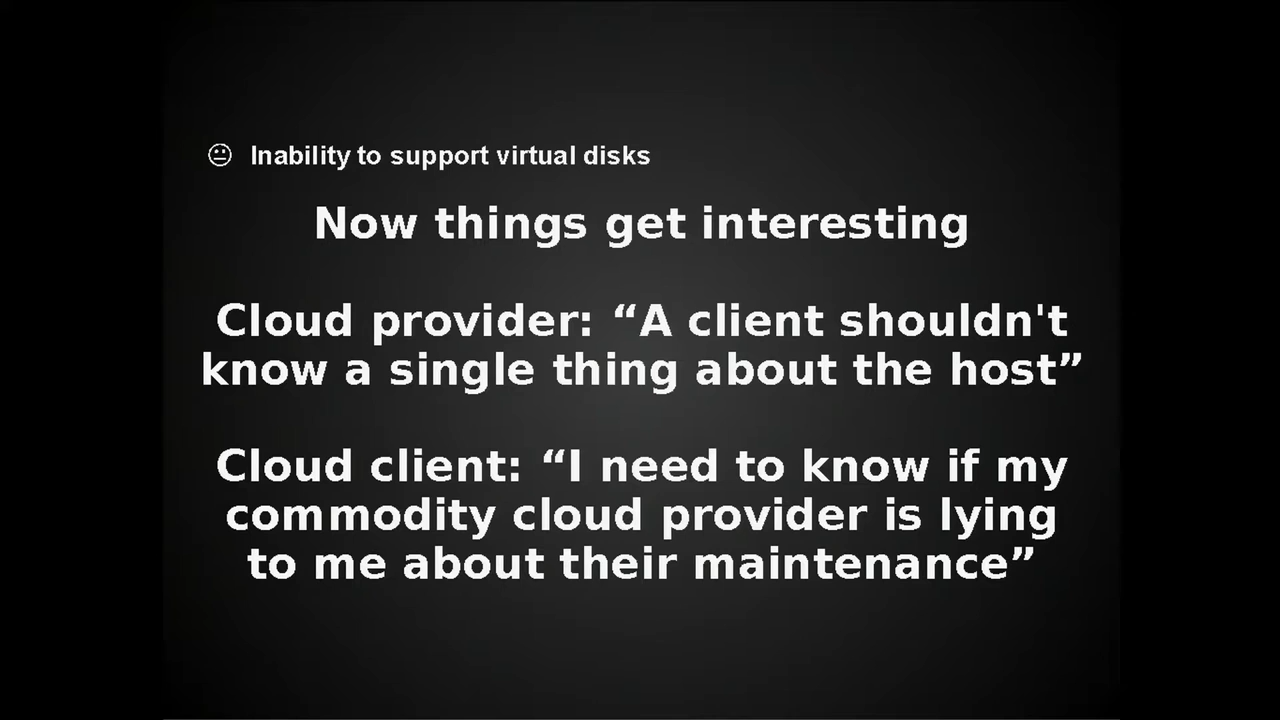 😐 Inability to support virtual disks
Now things get interesting
Cloud provider: “A client shouldn't
know a single thing about the host”
Cloud client: “I need to know if my
commodity cloud provider is lying
to me about their maintenance”